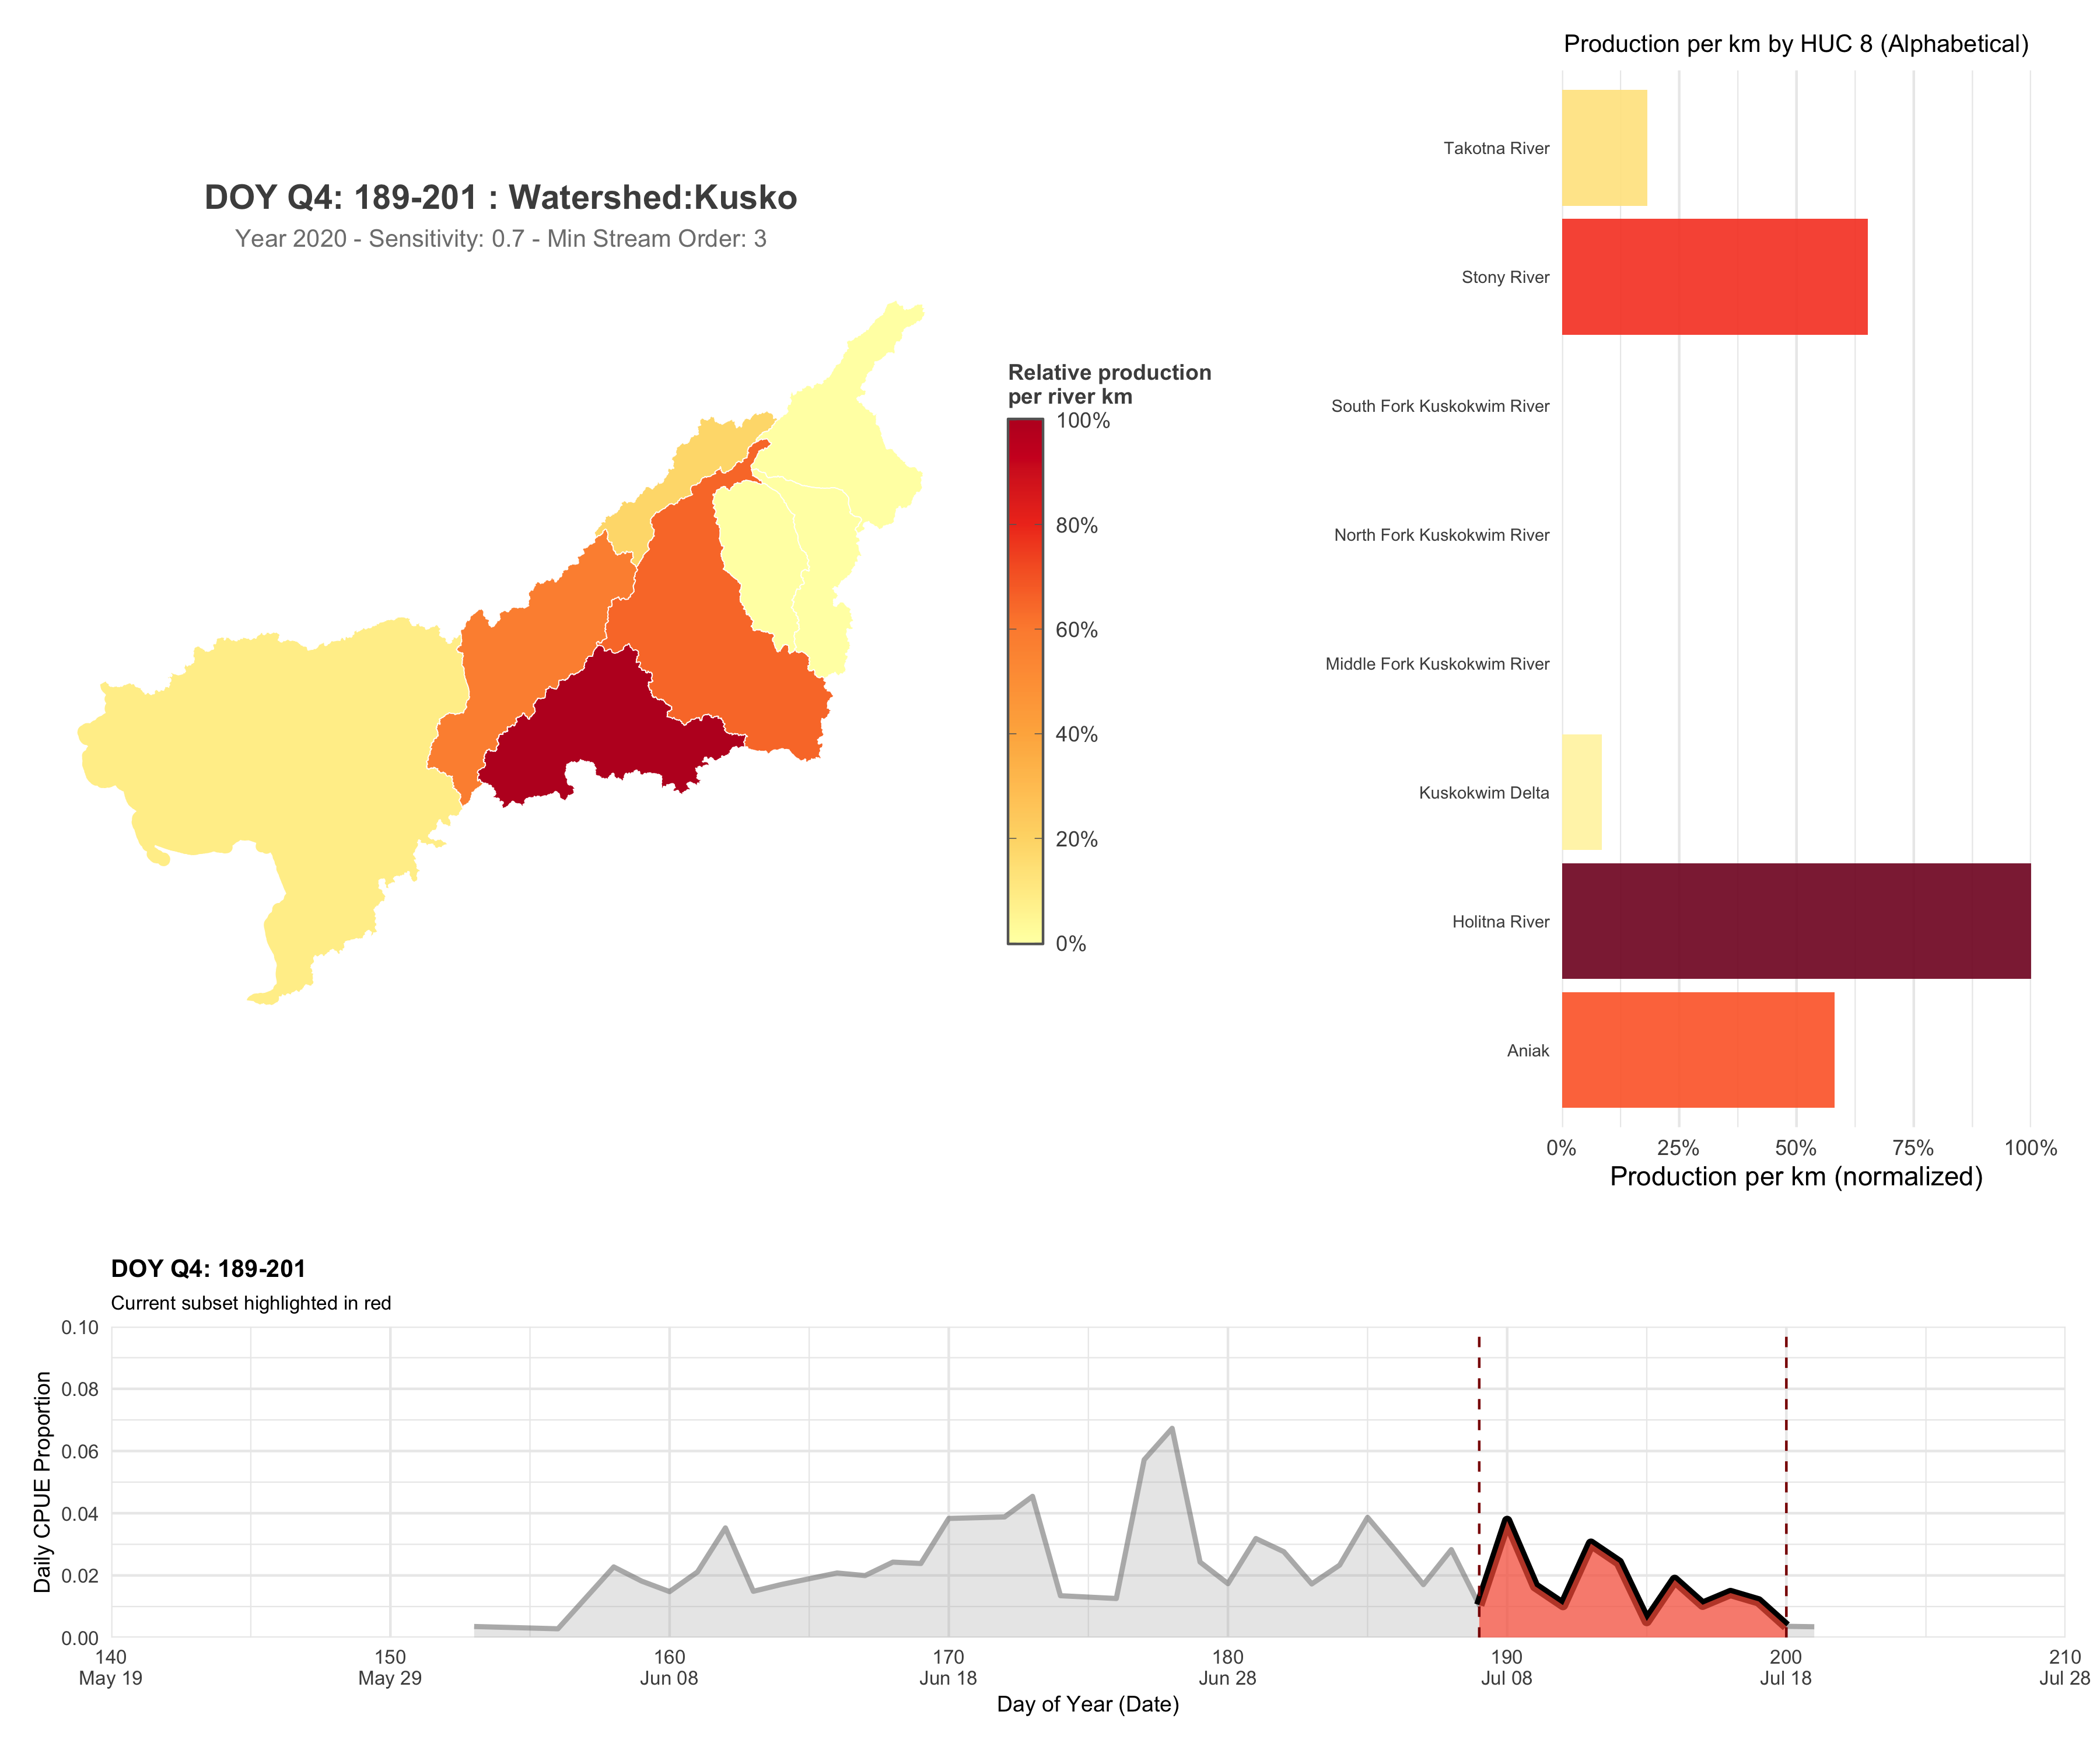 DOY Q4: 189-201 : Watershed:Kusko
Year 2020 - Sensitivity: 0.7 - Min Stream Order: 3
Relative production
per river km
100%
80%
60%
40%
20%
0%
Production per km by HUC 8 (Alphabetical)
Takotna River
Stony River
South Fork Kuskokwim River
North Fork Kuskokwim River
Middle Fork Kuskokwim River
Kuskokwim Delta
Holitna River
Aniak
0% 25% 50% 75% 100%
Production per km (normalized)
DOY Q4: 189-201
Current subset highlighted in red
Daily CPUE Proportion
0.10
0.08
0.06
0.04
0.02
0.00
140 150 160 170 180 190 200 210
May 19 May 29 Jun 08 Jun 18 Jun 28 Jul 08 Jul 18 Jul 28
Day of Year (Date)